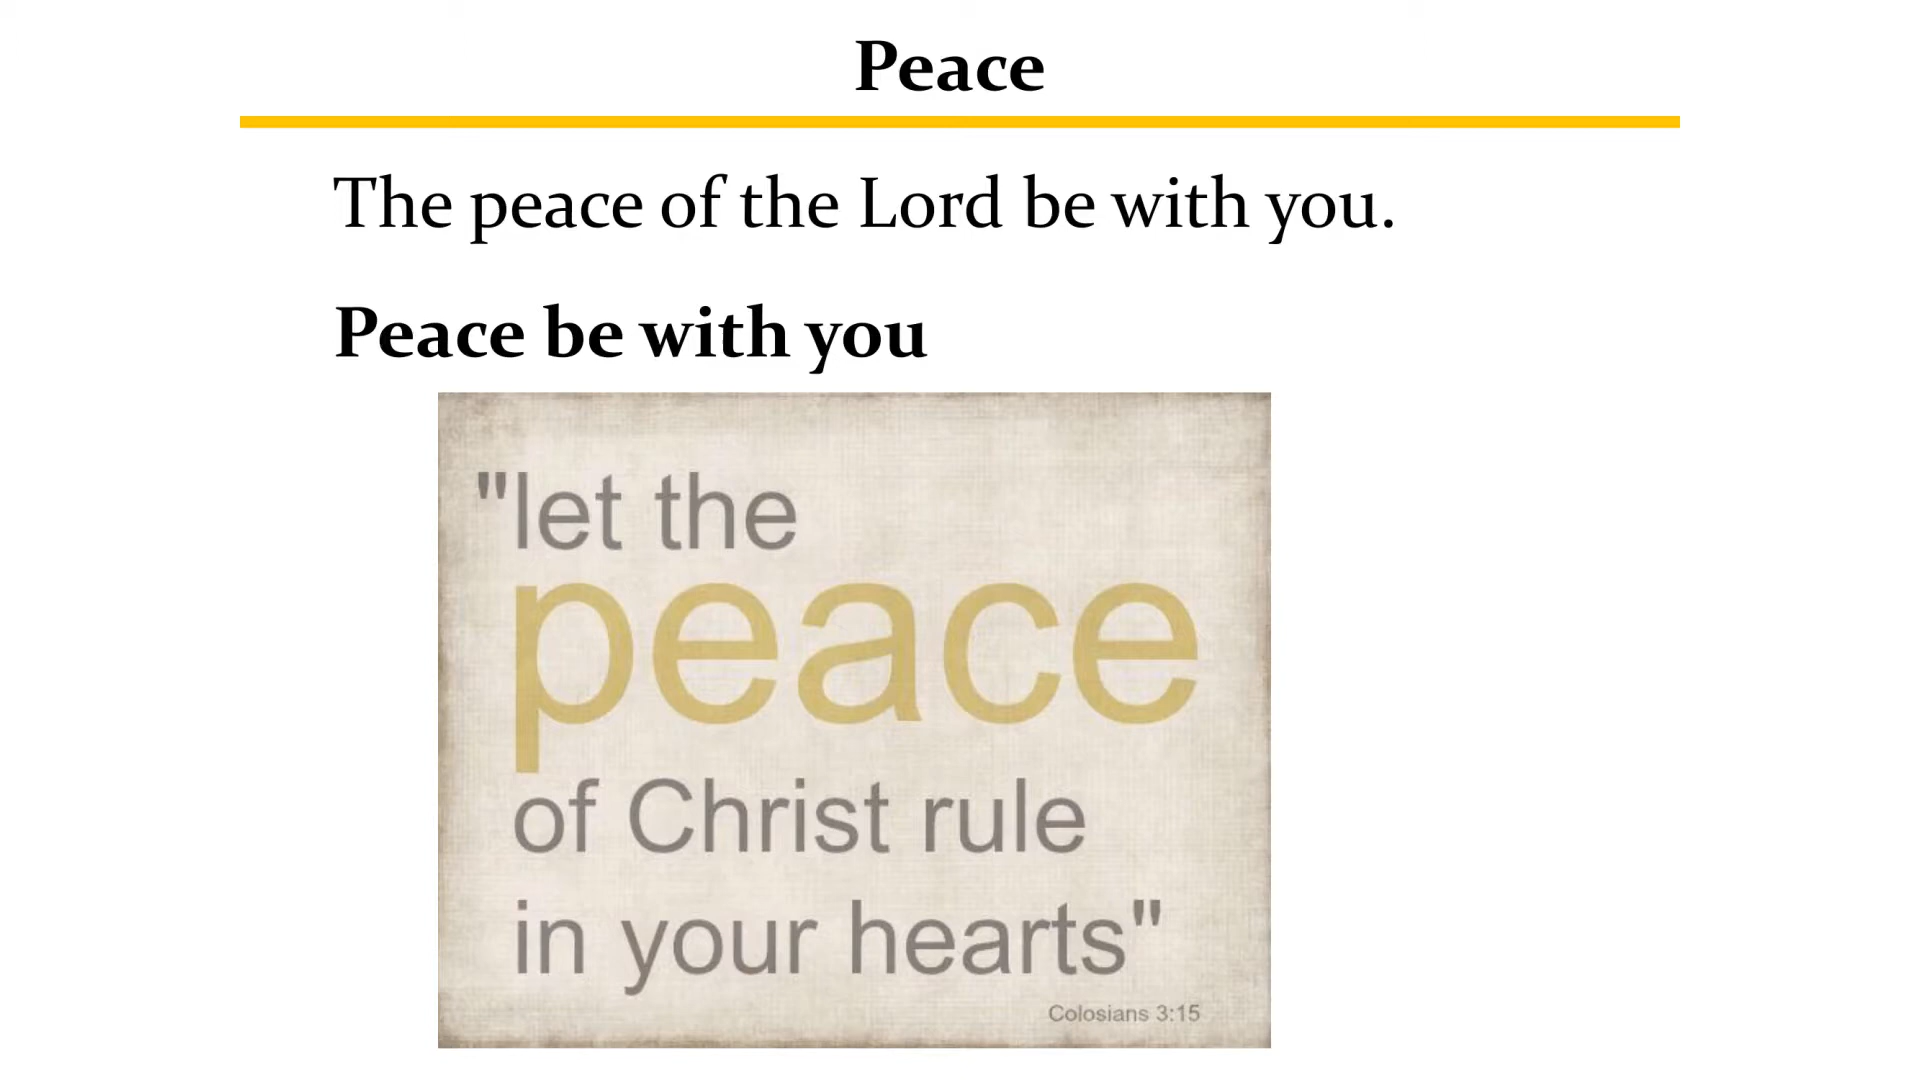 Peace
The peace of the Lord be with you.
Peace be with you
"let the
peace
of Christ rule
in your hearts"
Colosians 3:15